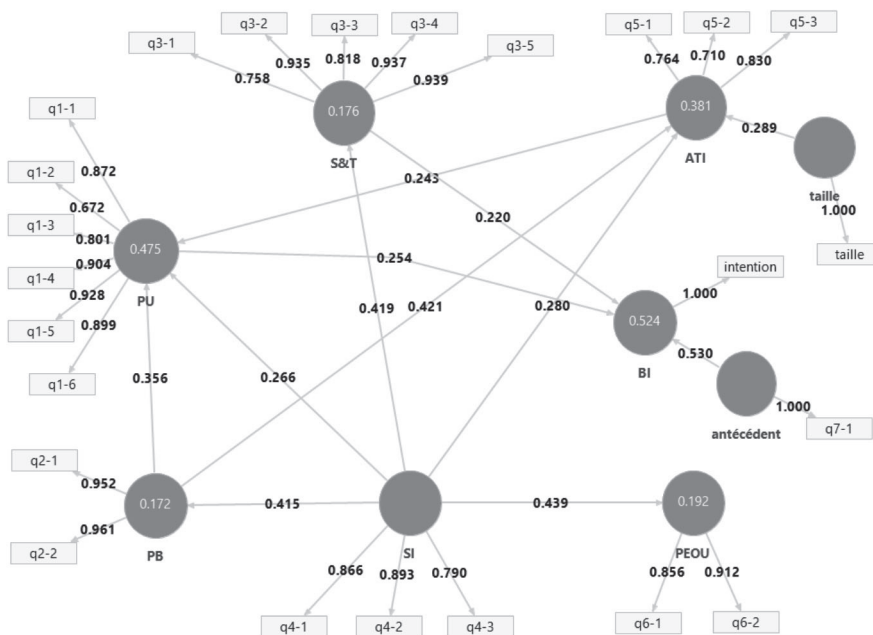 q3-1
q3-2
q3-3
q3-4
q3-5
0.758
0.935
0.818
0.937
0.939
0.176
S&T
q5-1
q5-2
q5-3
0.764
0.710
0.830
0.381
ATI
0.289
taille
1.000
taille
q1-1
q1-2
q1-3
q1-4
q1-5
q1-6
0.872
0.672
0.801
0.904
0.928
0.899
0.475
PU
0.243
0.220
0.254
0.419
0.421
0.280
0.356
0.266
intention
1.000
0.524
BI
0.530
antécédent
1.000
q7-1
q2-1
q2-2
0.952
0.961
0.172
PB
0.415
SI
0.439
0.192
PEOU
0.866
0.893
0.790
q4-1
q4-2
q4-3
0.856
0.912
q6-1
q6-2